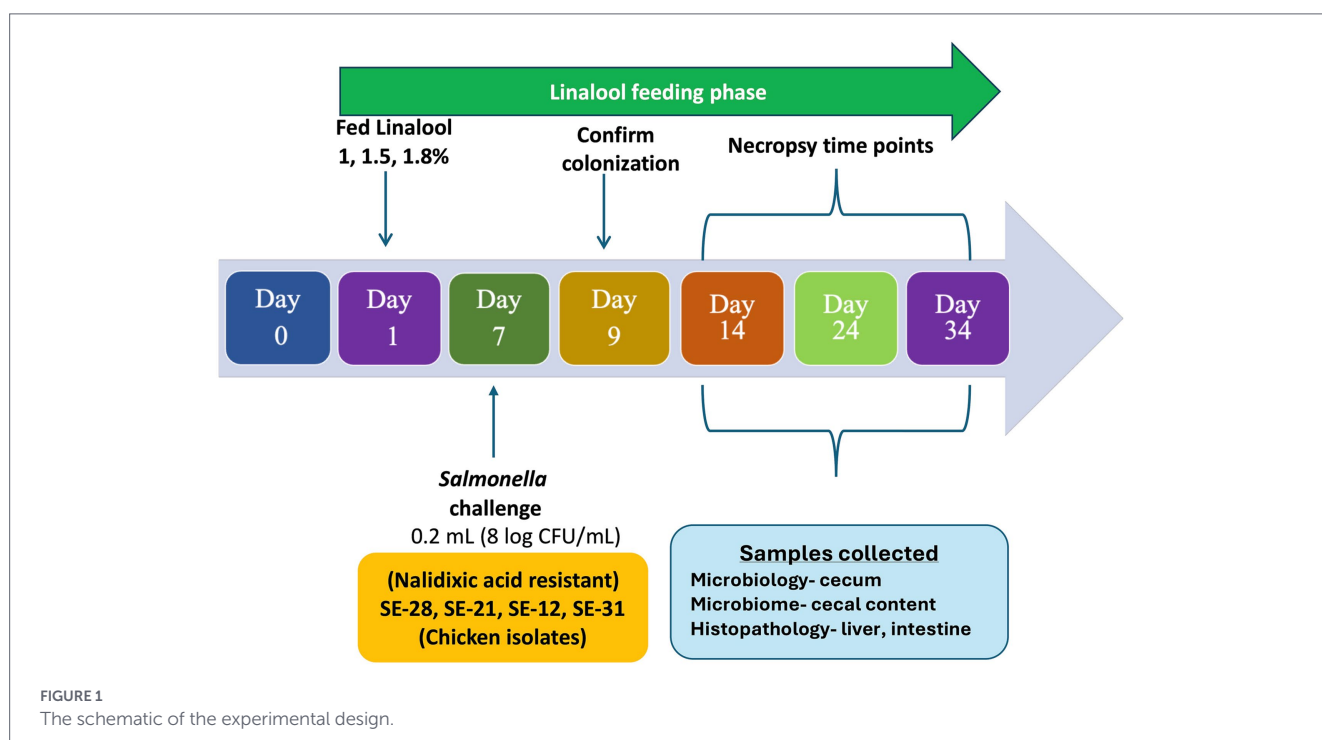 Linalool feeding phase
Fed Linalool
1, 1.5, 1.8%
Confirm
colonization
Necropsy time points
Day
0
Day
1
Day
7
Day
9
Day
14
Day
24
Day
34
Salmonella
challenge
0.2 mL (8 log CFU/mL)
(Nalidixic acid resistant)
SE-28, SE-21, SE-12, SE-31
(Chicken isolates)
Samples collected
Microbiology- cecum
Microbiome- cecal content
Histopathology- liver, intestine
FIGURE 1
The schematic of the experimental design.